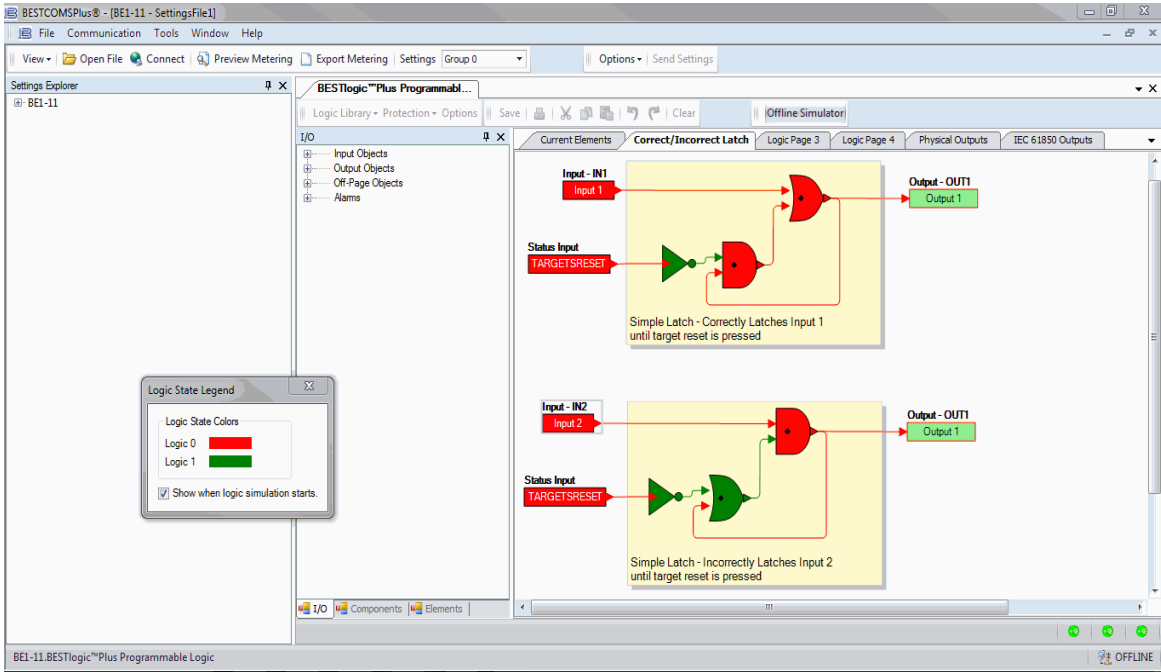 BESTCOMSPlus® - [BE1-11 - SettingsFile1]
File Communication Tools Window Help
View Open File Connect Preview Metering Export Metering Settings Group 0 Options Send Settings
Settings Explorer
BE1-11
BESTlogic™Plus Programmabl...
Logic Library Protection Options Save Clear Offline Simulator
I/O
Input Objects
Output Objects
Off-Page Objects
Alarms
Current Elements Correct/Incorrect Latch Logic Page 3 Logic Page 4 Physical Outputs IEC 61850 Outputs
Input - IN1
Input 1
Output - OUT1
Output 1
Status Input
TARGETSRESET
Simple Latch - Correctly Latches Input 1
until target reset is pressed
Logic State Legend
Logic State Colors
Logic 0
Logic 1
Show when logic simulation starts.
Input - IN2
Input 2
Output - OUT1
Output 1
Status Input
TARGETSRESET
Simple Latch - Incorrectly Latches Input 2
until target reset is pressed
I/O Components Elements
BE1-11.BESTlogic™Plus Programmable Logic OFFLINE